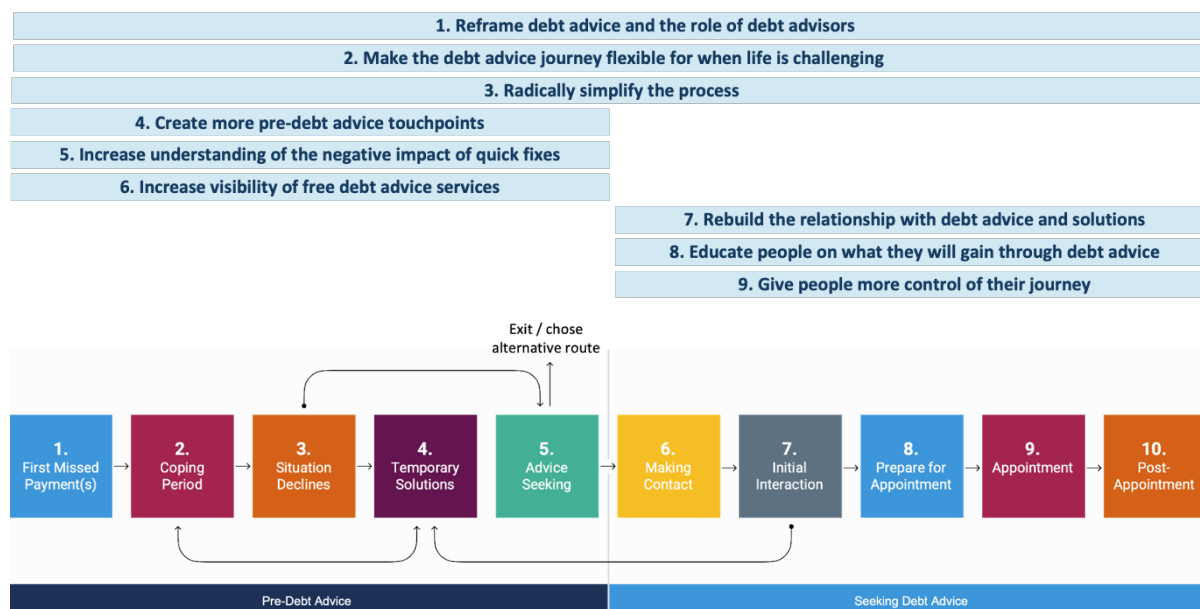 1. Reframe debt advice and the role of debt advisors
2. Make the debt advice journey flexible for when life is challenging
3. Radically simplify the process
4. Create more pre-debt advice touchpoints
5. Increase understanding of the negative impact of quick fixes
6. Increase visibility of free debt advice services
7. Rebuild the relationship with debt advice and solutions
8. Educate people on what they will gain through debt advice
9. Give people more control of their journey
Exit / chose
alternative route
1.
First Missed
Payment(s)
2.
Coping
Period
3.
Situation
Declines
4.
Temporary
Solutions
5.
Advice
Seeking
6.
Making
Contact
7.
Initial
Interaction
8.
Prepare for
Appointment
9.
Appointment
10.
Post-
Appointment
Pre-Debt Advice
Seeking Debt Advice